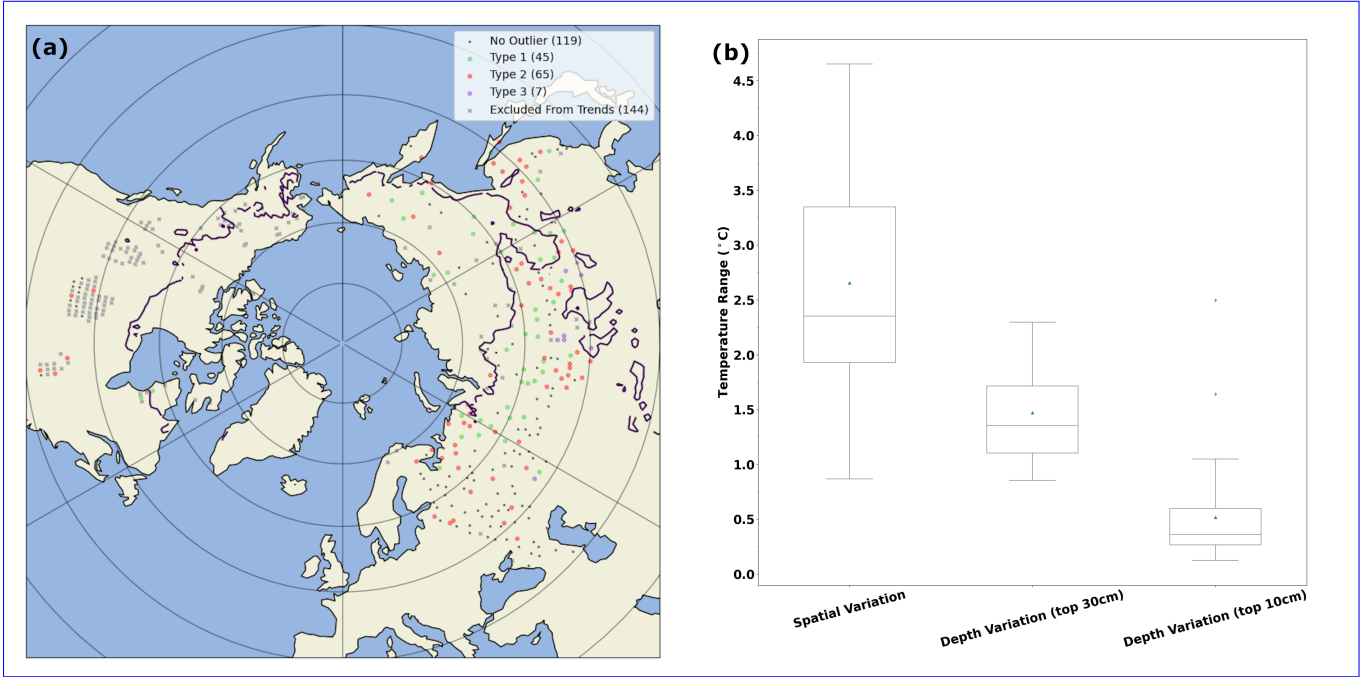 (a)
No Outlier (119)
Type 1 (45)
Type 2 (65)
Type 3 (7)
Excluded From Trends (144)
(b)
Temperature Range (°C)
4.5
4.0
3.5
3.0
2.5
2.0
1.5
1.0
0.5
0.0
Spatial Variation
Depth Variation (top 30cm)
Depth Variation (top 10cm)